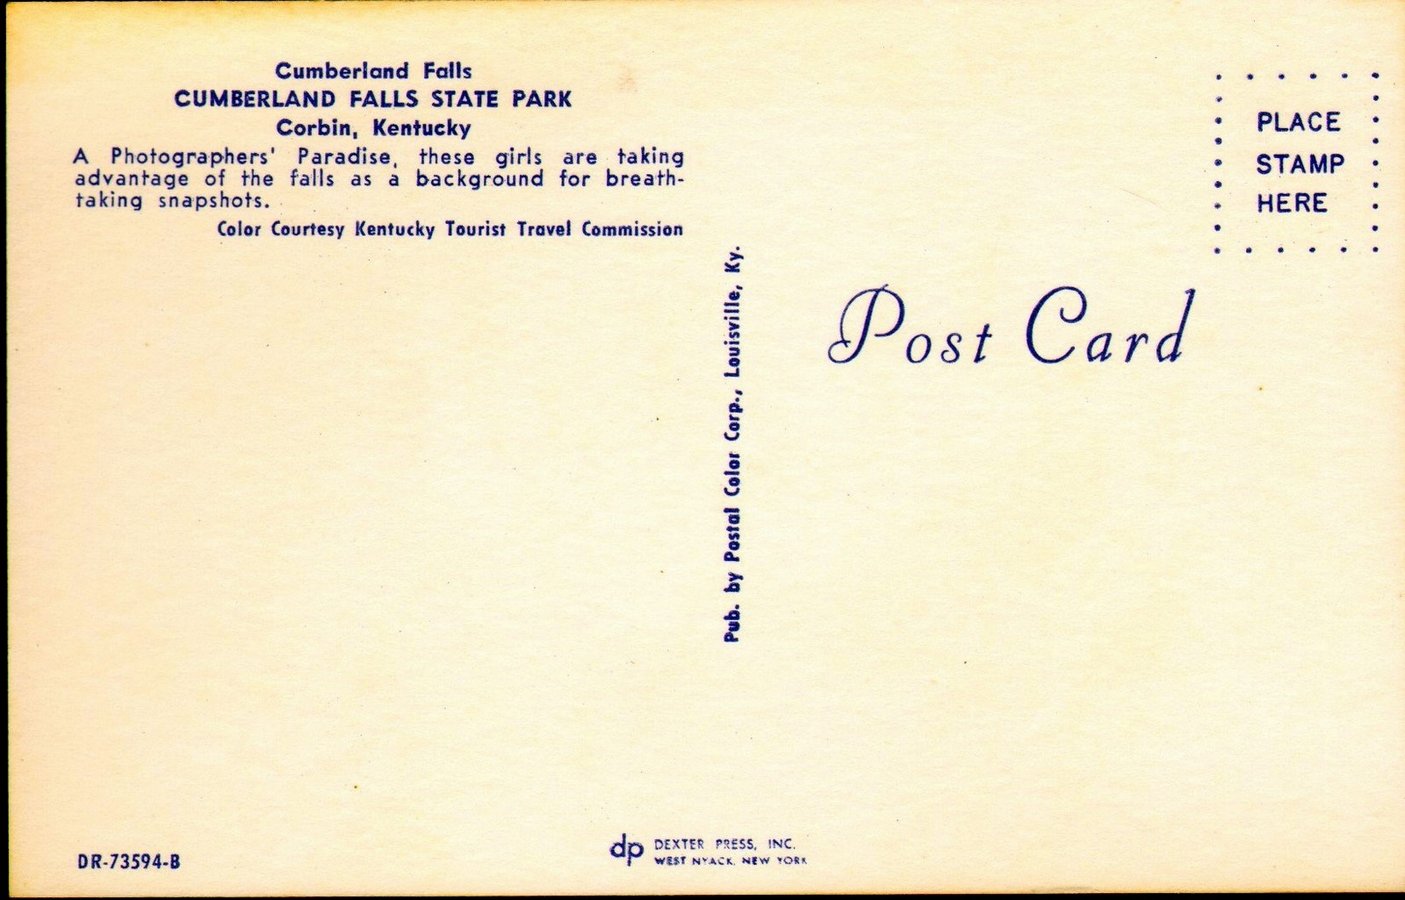 Cumberland Falls
CUMBERLAND FALLS STATE PARK
Corbin, Kentucky
A Photographers' Paradise, these girls are taking
advantage of the falls as a background for breath-
taking snapshots.
Color Courtesy Kentucky Tourist Travel Commission
Pub. by Postal Color Corp., Louisville, Ky.
PLACE
STAMP
HERE
Post Card
DR-73594-B
dp DEXTER PRESS, INC.
WEST NYACK, NEW YORK